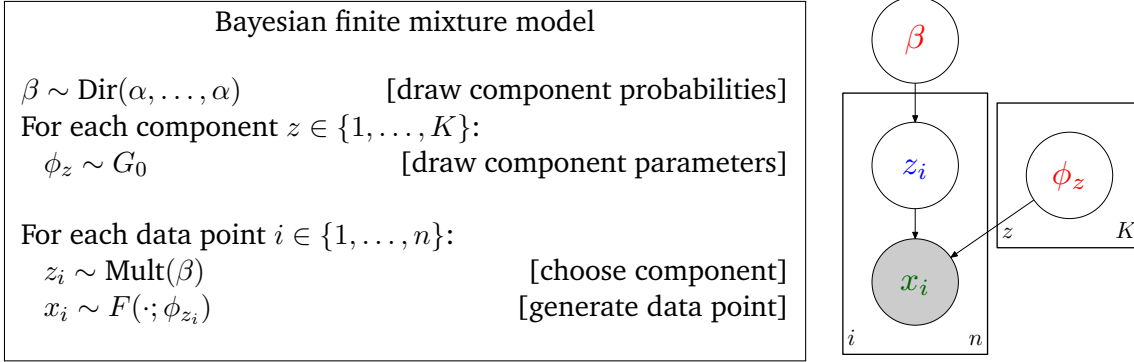 Bayesian finite mixture model
β ∼ Dir(α, . . . , α) [draw component probabilities]
For each component z ∈ {1, . . . , K}:
ϕ_z ∼ G_0 [draw component parameters]
For each data point i ∈ {1, . . . , n}:
z_i ∼ Mult(β) [choose component]
x_i ∼ F(·; ϕ_{z_i}) [generate data point]
β
z_i
ϕ_z
z K
x_i
i n